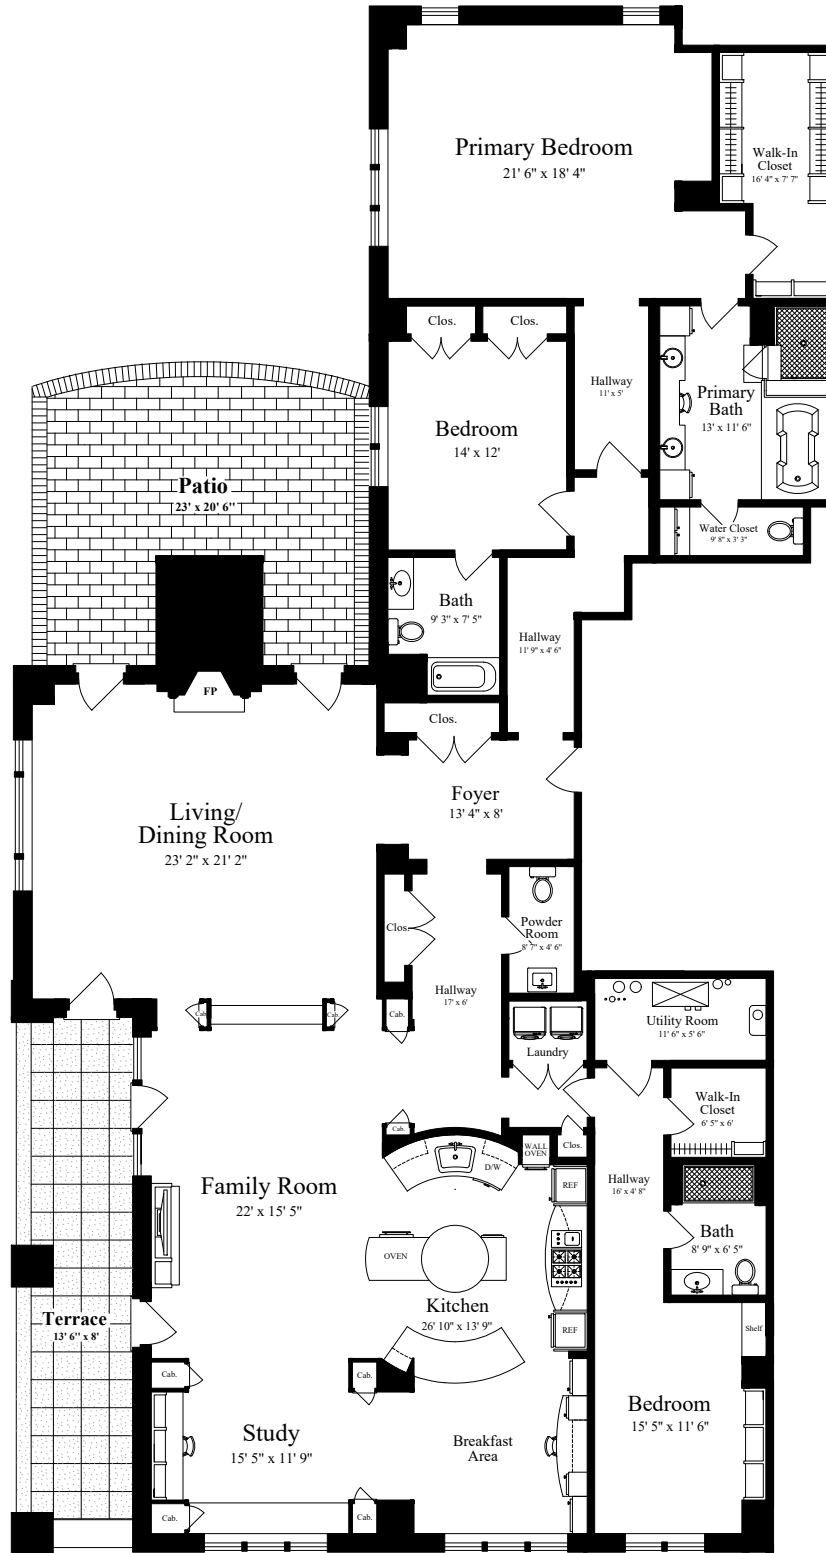 Primary Bedroom
21' 6" x 18' 4"
Walk-In
Closet
16' 4" x 7' 7"
Clos.
Clos.
Hallway
11' x 5'
Primary
Bath
13' x 11' 6"
Bedroom
14' x 12'
Patio
23' x 20' 6"
Water Closet
9' 8" x 3' 3"
Bath
9' 3" x 7' 5"
Hallway
11' 9" x 4' 6"
FP
Clos.
Foyer
13' 4" x 8'
Living/
Dining Room
23' 2" x 21' 2"
Clos.
Powder
Room
8' 7" x 4' 6"
Hallway
17' x 6'
Cab.
Cab.
Cab.
Utility Room
11' 6" x 5' 6"
Laundry
Walk-In
Closet
6' 5" x 6'
Cab.
WALL
OVEN
Clos.
D/W
REF
Hallway
16' x 4' 8"
Family Room
22' x 15' 5"
Bath
8' 9" x 6' 5"
OVEN
Kitchen
26' 10" x 13' 9"
REF
Shelf
Terrace
13' 6" x 8'
Cab.
Cab.
Bedroom
15' 5" x 11' 6"
Study
15' 5" x 11' 9"
Breakfast
Area
Cab.
Cab.